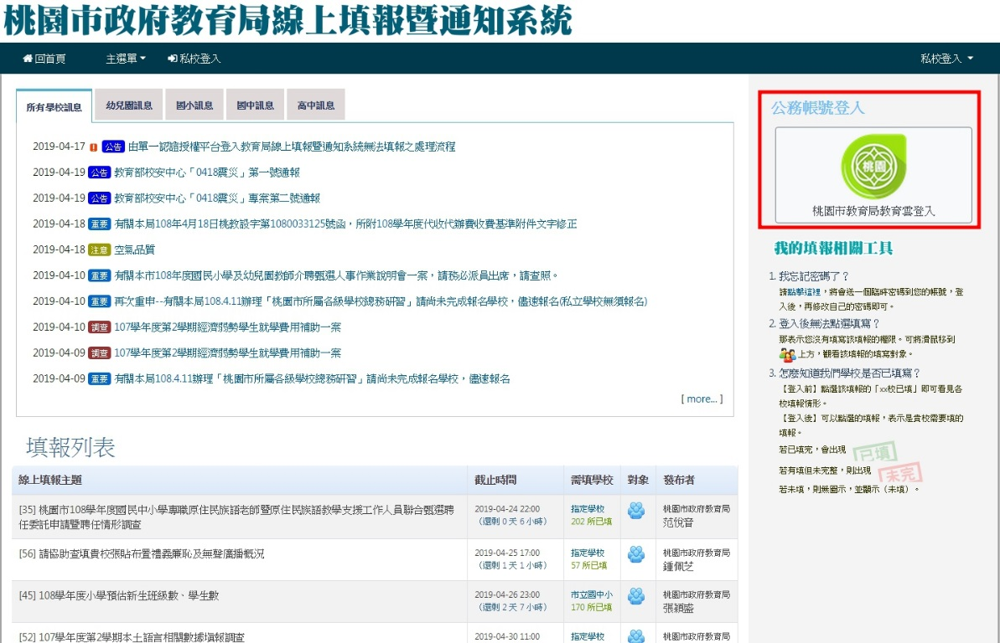 桃園市政府教育局線上填報暨通知系統
回首頁 主選單 私校登入 私校登入
所有學校訊息 幼兒園訊息 國小訊息 國中訊息 高中訊息
2019-04-17 公告 由單一認證授權平台登入教育局線上填報暨通知系統無法填報之處理流程
2019-04-19 公告 教育部校安中心「0418震災」第一號通報
2019-04-19 公告 教育部校安中心「0418震災」專案第二號通報
2019-04-18 重要 有關本局108年4月18日桃教設字第1080033125號函，所附108學年度代收代辦費收費基準附件文字修正
2019-04-18 注意 空氣品質
2019-04-10 重要 有關本市108年度國民小學及幼兒園教師介聘甄選人事作業說明會一案，請務必派員出席，請查照。
2019-04-10 重要 再次重申--有關本局108.4.11辦理「桃園市所屬各級學校總務研習」請尚未完成報名學校，儘速報名(私立學校無須報名)
2019-04-10 調查 107學年度第2學期經濟弱勢學生就學費用補助一案
2019-04-09 調查 107學年度第2學期經濟弱勢學生就學費用補助一案
2019-04-09 重要 有關本局108.4.11辦理「桃園市所屬各級學校總務研習」請尚未完成報名學校，儘速報名
[ more... ]
填報列表
線上填報主題 截止時間 需填學校 對象 發布者
[35] 桃園市108學年度國民中小學專職原住民族語老師暨原住民族語教學支援工作人員聯合甄選聘
任委託申請暨聘任情形調查
2019-04-24 22:00
（還剩 0 天 6 小時）
指定學校
202 所已填
桃園市政府教育局
范悅音
[56] 請協助查填貴校張貼布置禮義廉恥及無聲廣播概況
2019-04-25 17:00
（還剩 1 天 1 小時）
指定學校
57 所已填
桃園市政府教育局
鍾佩芝
[45] 108學年度小學預估新生班級數、學生數
2019-04-26 23:00
（還剩 2 天 7 小時）
市立國中小
170 所已填
桃園市政府教育局
張穎盛
[52] 107學年度第2學期本土語言相關數據填報調查
2019-04-30 11:00
指定學校
桃園市政府教育局
公務帳號登入
桃園
桃園市教育局教育雲登入
我的填報相關工具
1. 我忘記密碼了？
請點擊這裡，將會送一個臨時密碼到您的帳號，登
入後，再修改自己的密碼即可。
2. 登入後無法點選填寫？
那表示您沒有填寫該填報的權限。可將滑鼠移到
上方，觀看該填報的填寫對象。
3. 怎麼知道我們學校是否已填寫？
【登入前】點選該填報的「xx校已填」即可看見各
校填報情形。
【登入後】可以點選的填報，表示是貴校需要填的
填報。
若已填完，會出現 已填
若有填但未完整，則出現 未完
若未填，則無圖示，並顯示（未填）。